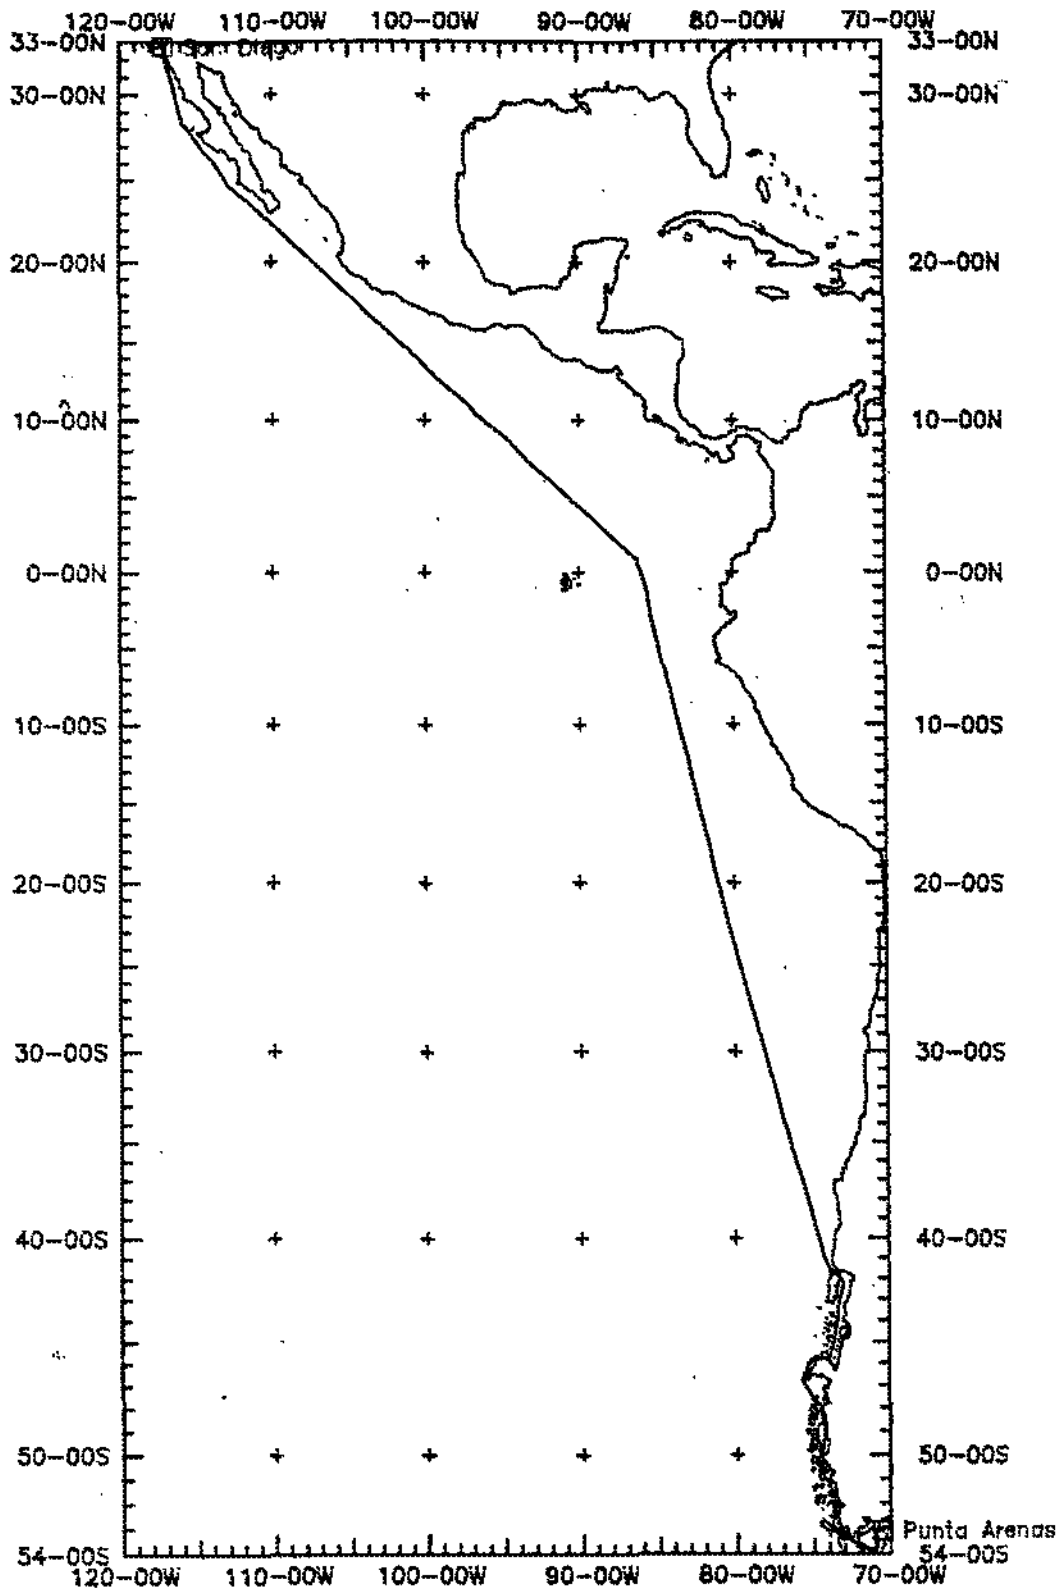 120-00W 110-00W 100-00W 90-00W 80-00W 70-00W
33-00N San Diego 33-00N
30-00N 30-00N
20-00N 20-00N
10-00N 10-00N
0-00N 0-00N
10-00S 10-00S
20-00S 20-00S
30-00S 30-00S
40-00S 40-00S
50-00S 50-00S
Punta Arenas
54-00S 54-00S
120-00W 110-00W 100-00W 90-00W 80-00W 70-00W